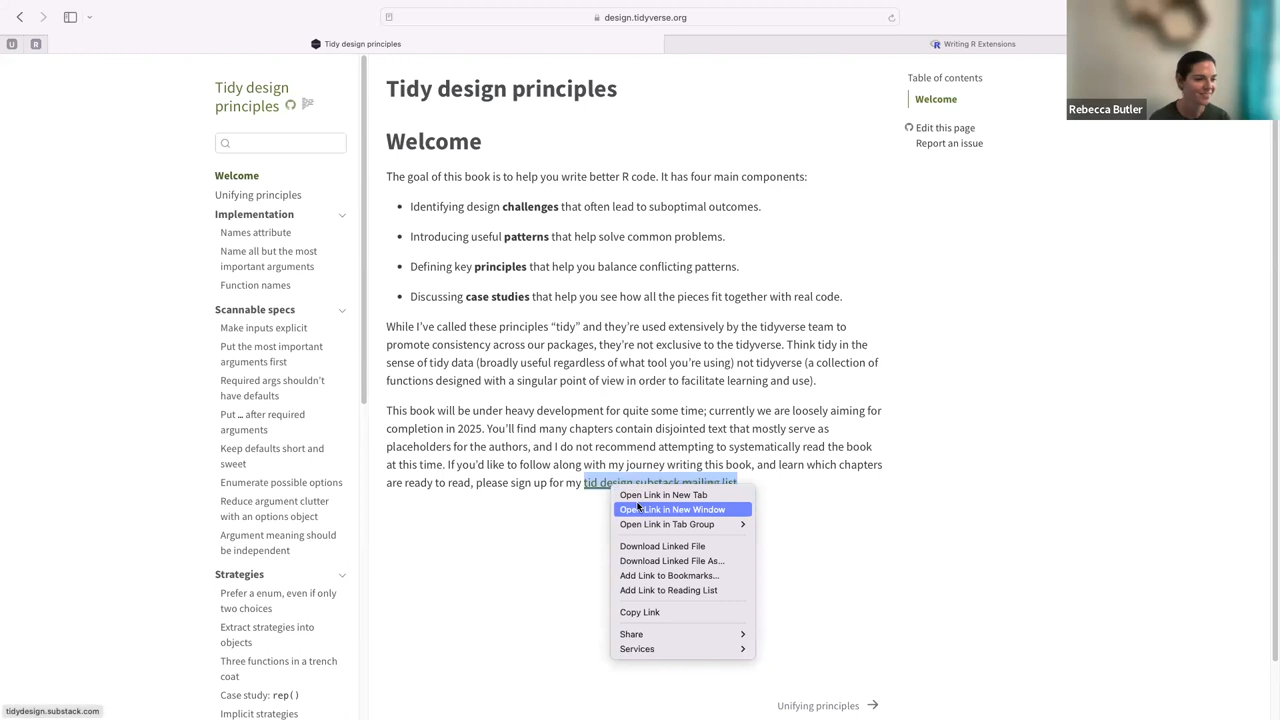 design.tidyverse.org
U
R
Tidy design principles
Writing R Extensions
Rebecca Butler
Tidy design
principles
Welcome
Unifying principles
Implementation
Names attribute
Name all but the most
important arguments
Function names
Scannable specs
Make inputs explicit
Put the most important
arguments first
Required args shouldn't
have defaults
Put … after required
arguments
Keep defaults short and
sweet
Enumerate possible options
Reduce argument clutter
with an options object
Argument meaning should
be independent
Strategies
Prefer a enum, even if only
two choices
Extract strategies into
objects
Three functions in a trench
coat
Case study: rep()
Implicit strategies
tidydesign.substack.com
Tidy design principles
Welcome
The goal of this book is to help you write better R code. It has four main components:
• Identifying design challenges that often lead to suboptimal outcomes.
• Introducing useful patterns that help solve common problems.
• Defining key principles that help you balance conflicting patterns.
• Discussing case studies that help you see how all the pieces fit together with real code.
While I've called these principles “tidy” and they're used extensively by the tidyverse team to
promote consistency across our packages, they're not exclusive to the tidyverse. Think tidy in the
sense of tidy data (broadly useful regardless of what tool you're using) not tidyverse (a collection of
functions designed with a singular point of view in order to facilitate learning and use).
This book will be under heavy development for quite some time; currently we are loosely aiming for
completion in 2025. You'll find many chapters contain disjointed text that mostly serve as
placeholders for the authors, and I do not recommend attempting to systematically read the book
at this time. If you'd like to follow along with my journey writing this book, and learn which chapters
are ready to read, please sign up for my tid design substack mailing list
Open Link in New Tab
Open Link in New Window
Open Link in Tab Group
Download Linked File
Download Linked File As...
Add Link to Bookmarks...
Add Link to Reading List
Copy Link
Share
Services
Unifying principles
Table of contents
Welcome
Edit this page
Report an issue